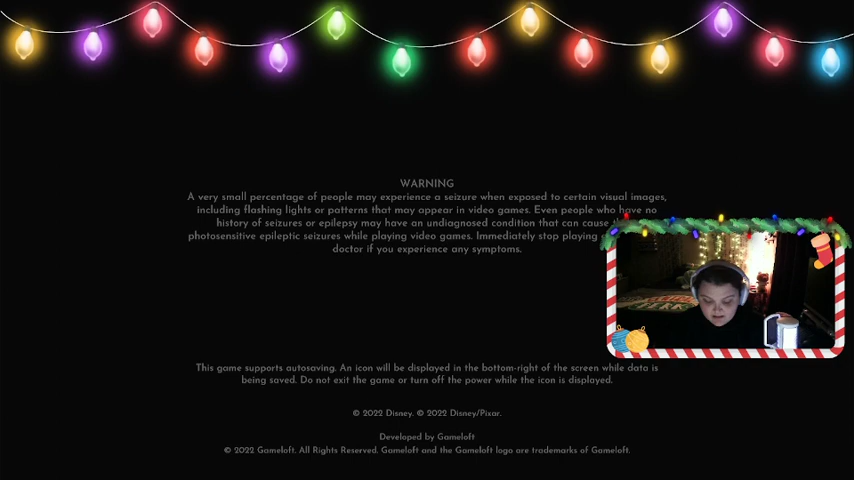 WARNING
A very small percentage of people may experience a seizure when exposed to certain visual images,
including flashing lights or patterns that may appear in video games. Even people who have no
history of seizures or epilepsy may have an undiagnosed condition that can cause
photosensitive epileptic seizures while playing video games. Immediately stop playing
doctor if you experience any symptoms.
This game supports autosaving. An icon will be displayed in the bottom-right of the screen while data is
being saved. Do not exit the game or turn off the power while the icon is displayed.
© 2022 Disney. © 2022 Disney/Pixar.
Developed by Gameloft
© 2022 Gameloft. All Rights Reserved. Gameloft and the Gameloft logo are trademarks of Gameloft.